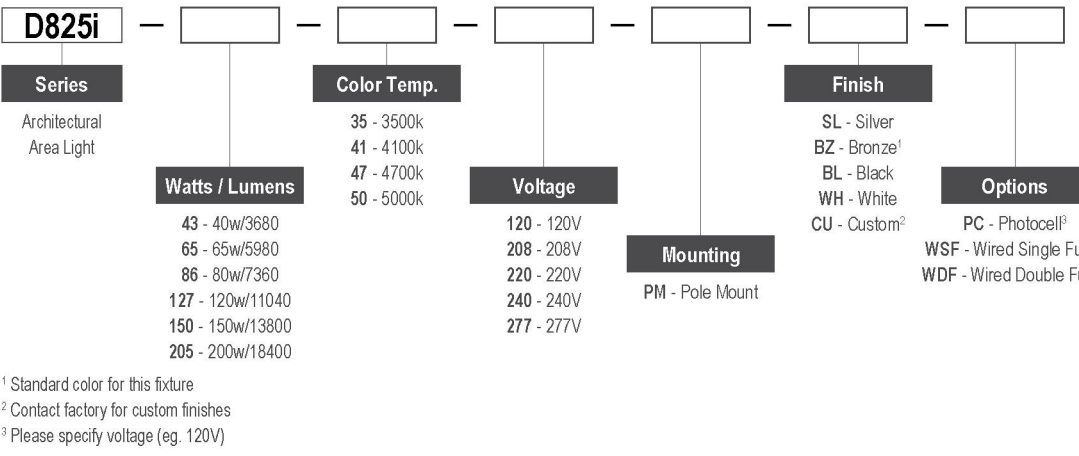 D825i — — — — — —
Series
Architectural
Area Light
Watts / Lumens
43 - 40w/3680
65 - 65w/5980
86 - 80w/7360
127 - 120w/11040
150 - 150w/13800
205 - 200w/18400
Color Temp.
35 - 3500k
41 - 4100k
47 - 4700k
50 - 5000k
Voltage
120 - 120V
208 - 208V
220 - 220V
240 - 240V
277 - 277V
Mounting
PM - Pole Mount
Finish
SL - Silver
BZ - Bronze¹
BL - Black
WH - White
CU - Custom²
Options
PC - Photocell³
WSF - Wired Single Fu
WDF - Wired Double Fu
¹ Standard color for this fixture
² Contact factory for custom finishes
³ Please specify voltage (eg. 120V)